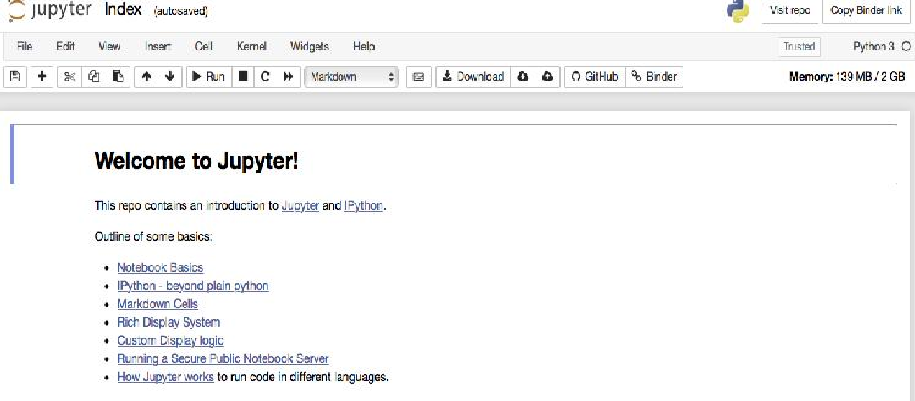 jupyter Index (autosaved) Visit repo Copy Binder link
File Edit View Insert Cell Kernel Widgets Help Trusted Python 3
Run C Markdown Download GitHub Binder Memory: 139 MB / 2 GB
Welcome to Jupyter!
This repo contains an introduction to Jupyter and IPython.
Outline of some basics:
• Notebook Basics
• IPython - beyond plain python
• Markdown Cells
• Rich Display System
• Custom Display logic
• Running a Secure Public Notebook Server
• How Jupyter works to run code in different languages.